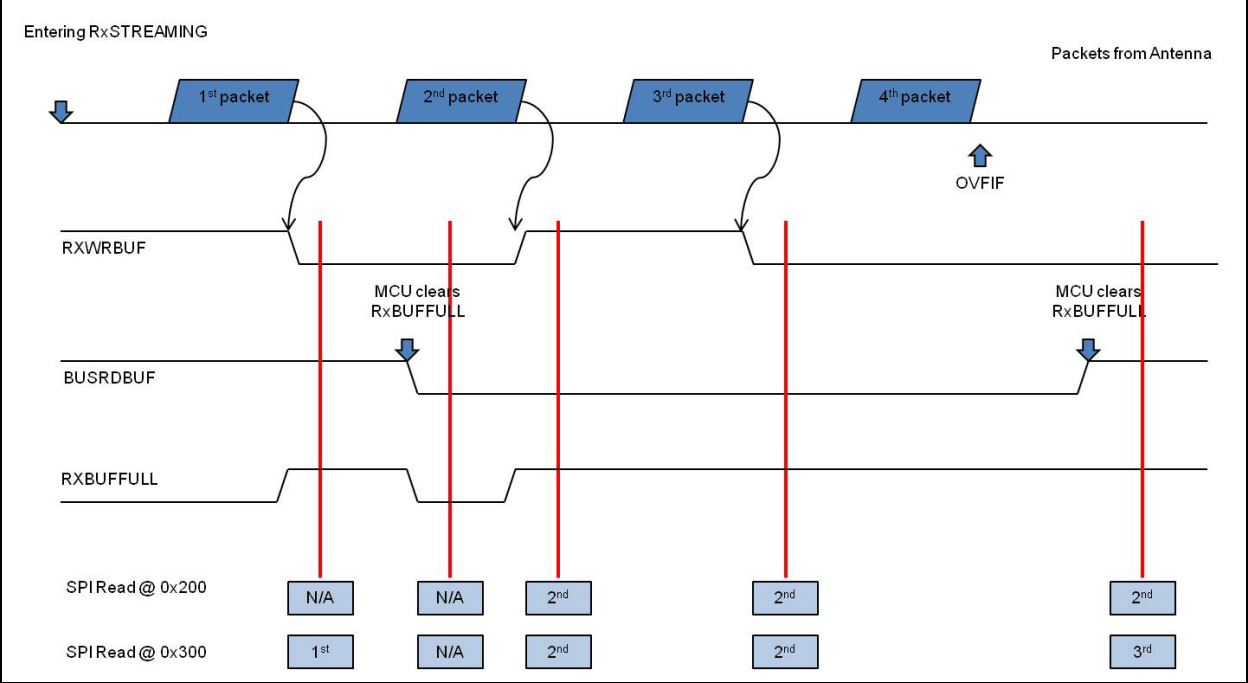 Entering RxSTREAMING
Packets from Antenna
1st packet
2nd packet
3rd packet
4th packet
OVFIF
RXWRBUF
MCU clears
RxBUFFULL
MCU clears
RxBUFFULL
BUSRDBUF
RXBUFFULL
SPI Read @ 0x200
N/A
N/A
2nd
2nd
2nd
SPI Read @ 0x300
1st
N/A
2nd
2nd
3rd